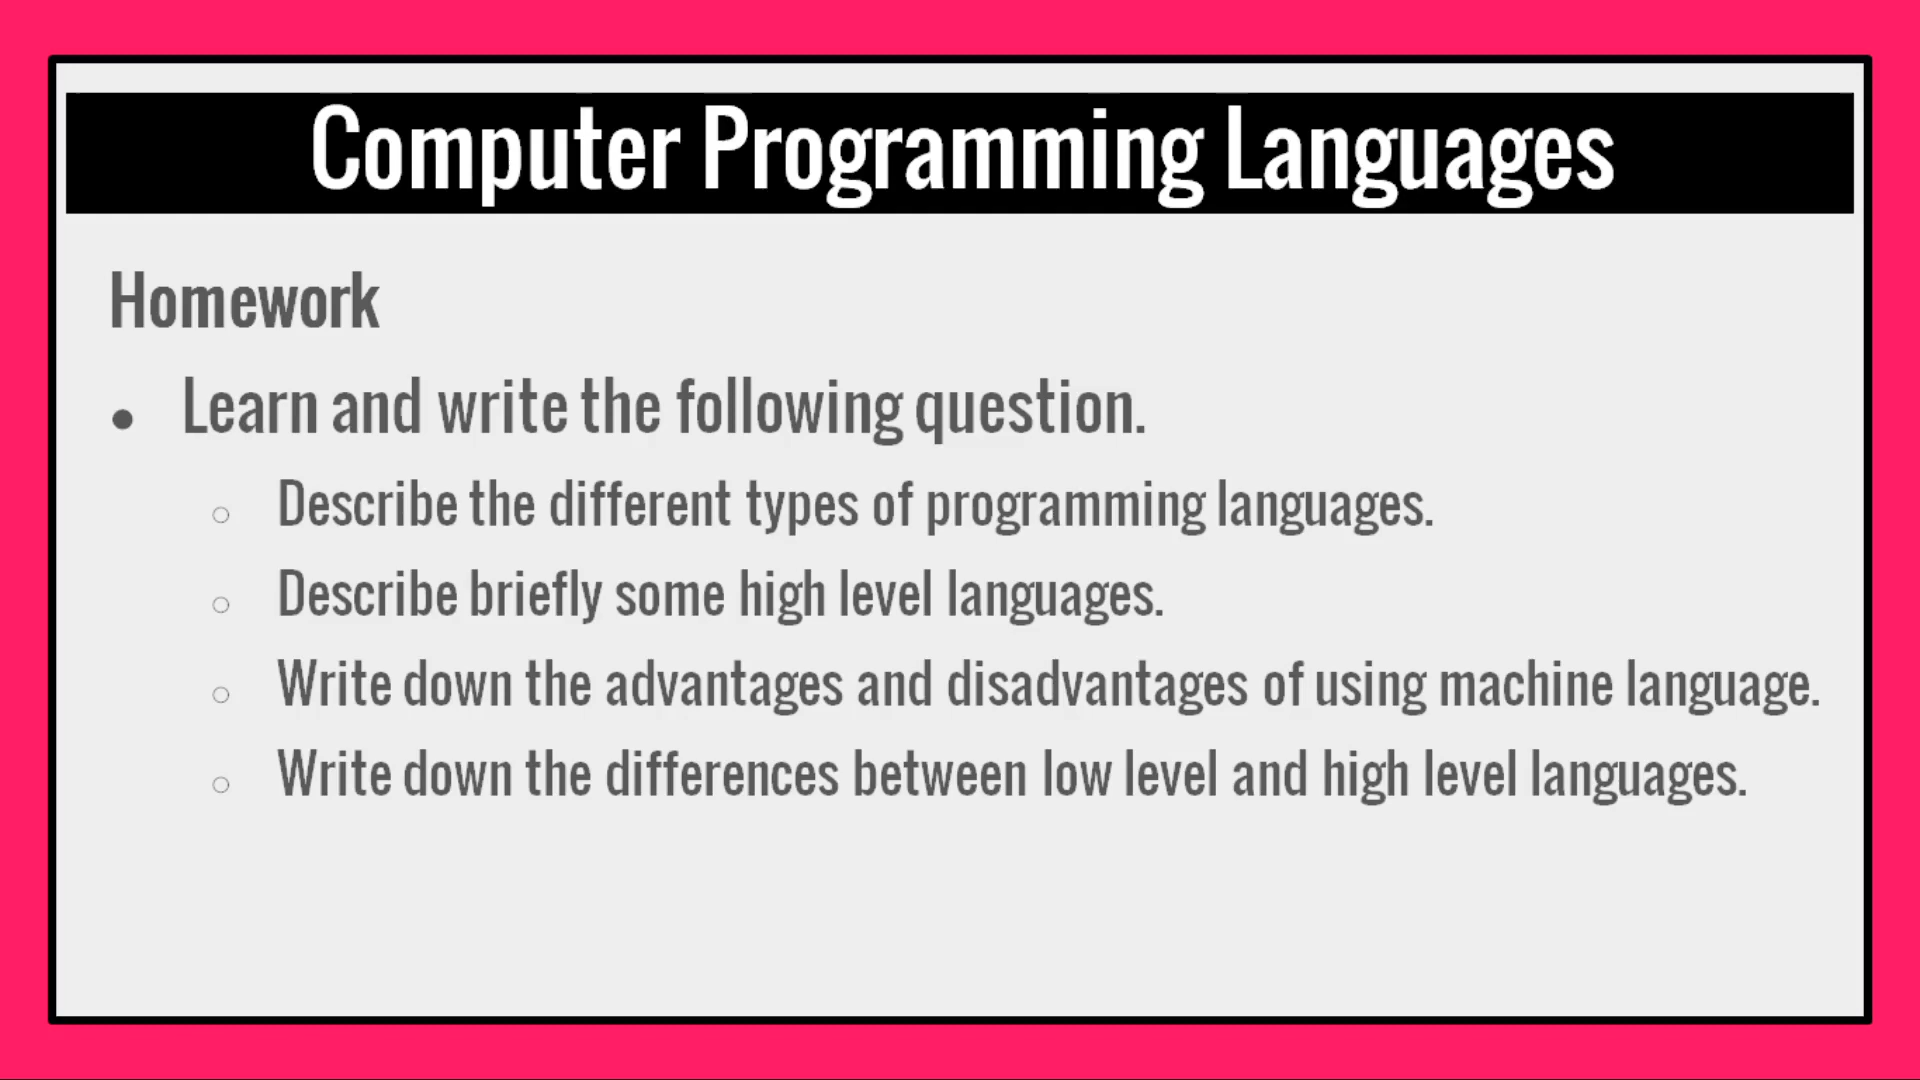 Computer Programming Languages
Homework
● Learn and write the following question.
○ Describe the different types of programming languages.
○ Describe briefly some high level languages.
○ Write down the advantages and disadvantages of using machine language.
○ Write down the differences between low level and high level languages.